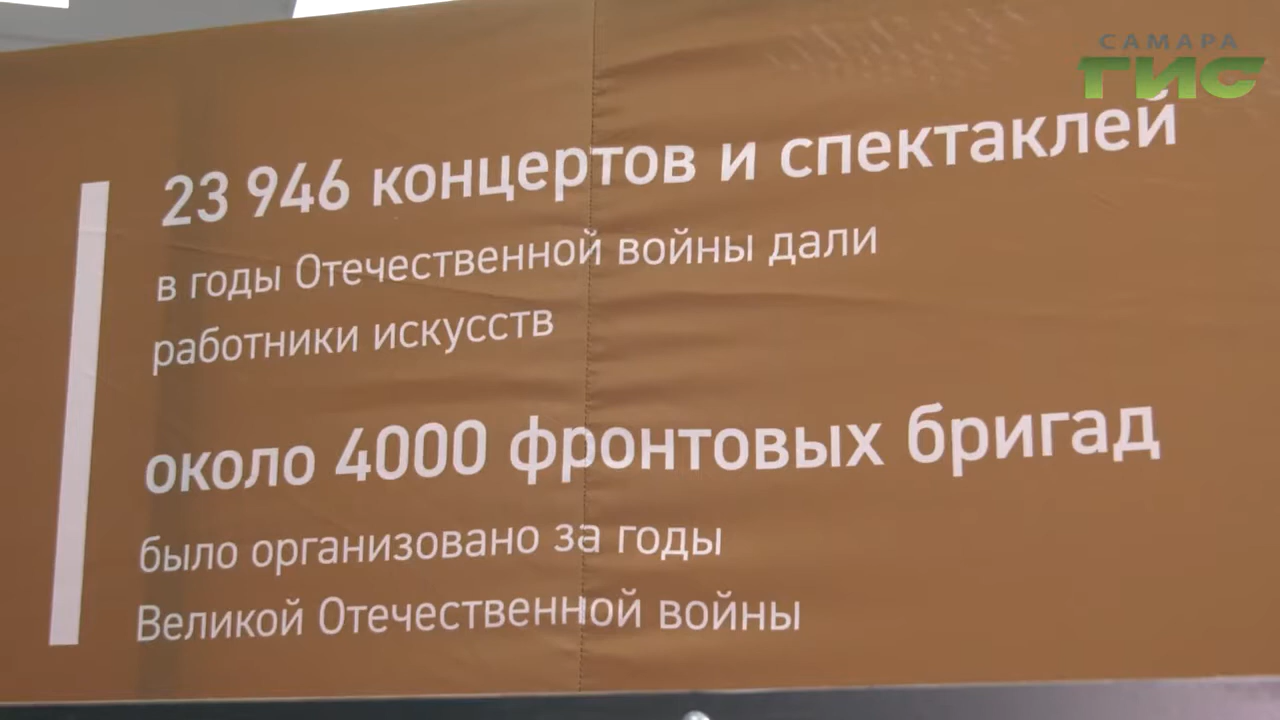 САМАРА
ГИС
23 946 концертов и спектаклей
в годы Отечественной войны дали
работники искусств
около 4000 фронтовых бригад
было организовано за годы
Великой Отечественной войны